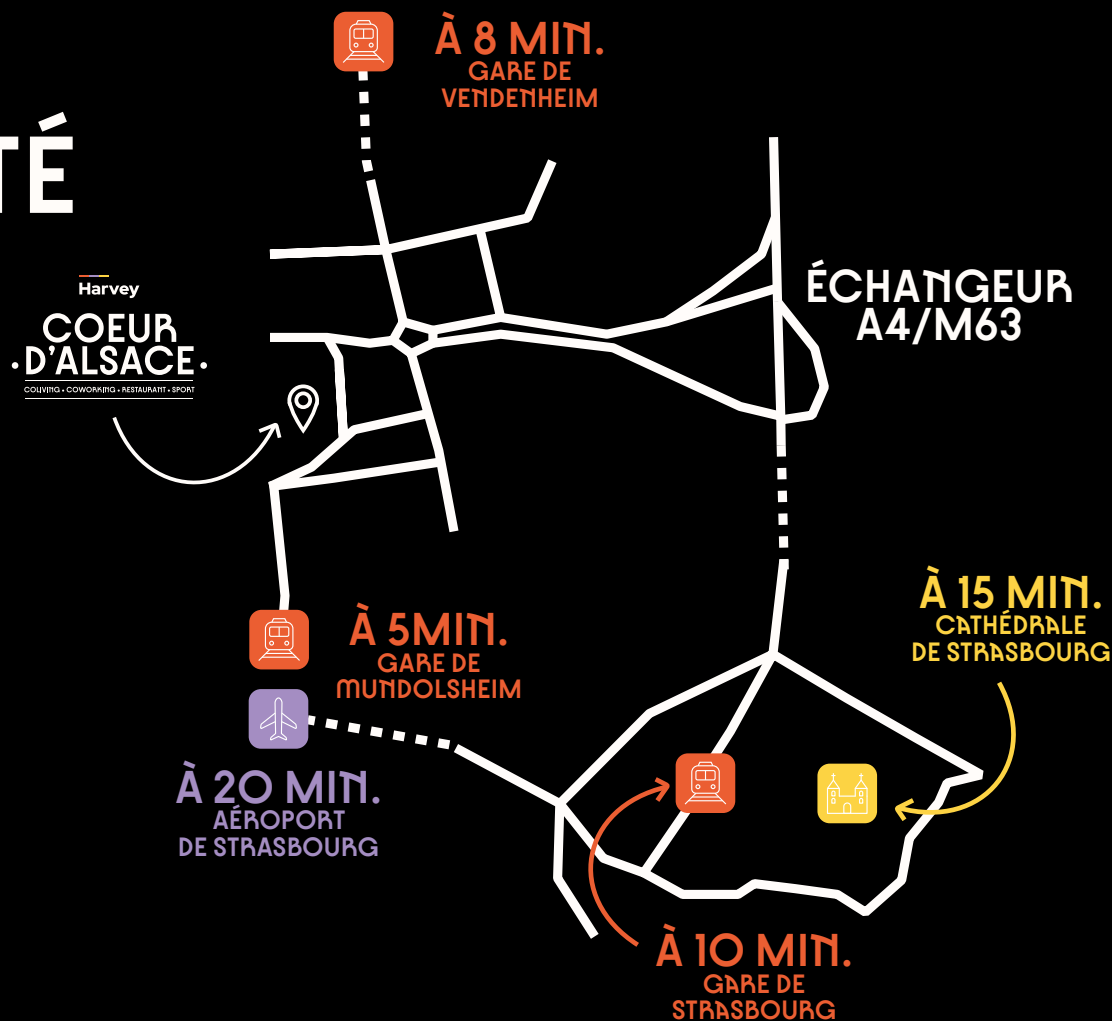 À 8 MIN.
GARE DE
VENDENHEIM
TÉ
Harvey
COEUR
• D'ALSACE •
COLIVING • COWORKING • RESTAURANT • SPORT
ÉCHANGEUR
A4/M63
À 5MIN.
GARE DE
MUNDOLSHEIM
À 15 MIN.
CATHÉDRALE
DE STRASBOURG
À 20 MIN.
AÉROPORT
DE STRASBOURG
À 10 MIN.
GARE DE
STRASBOURG